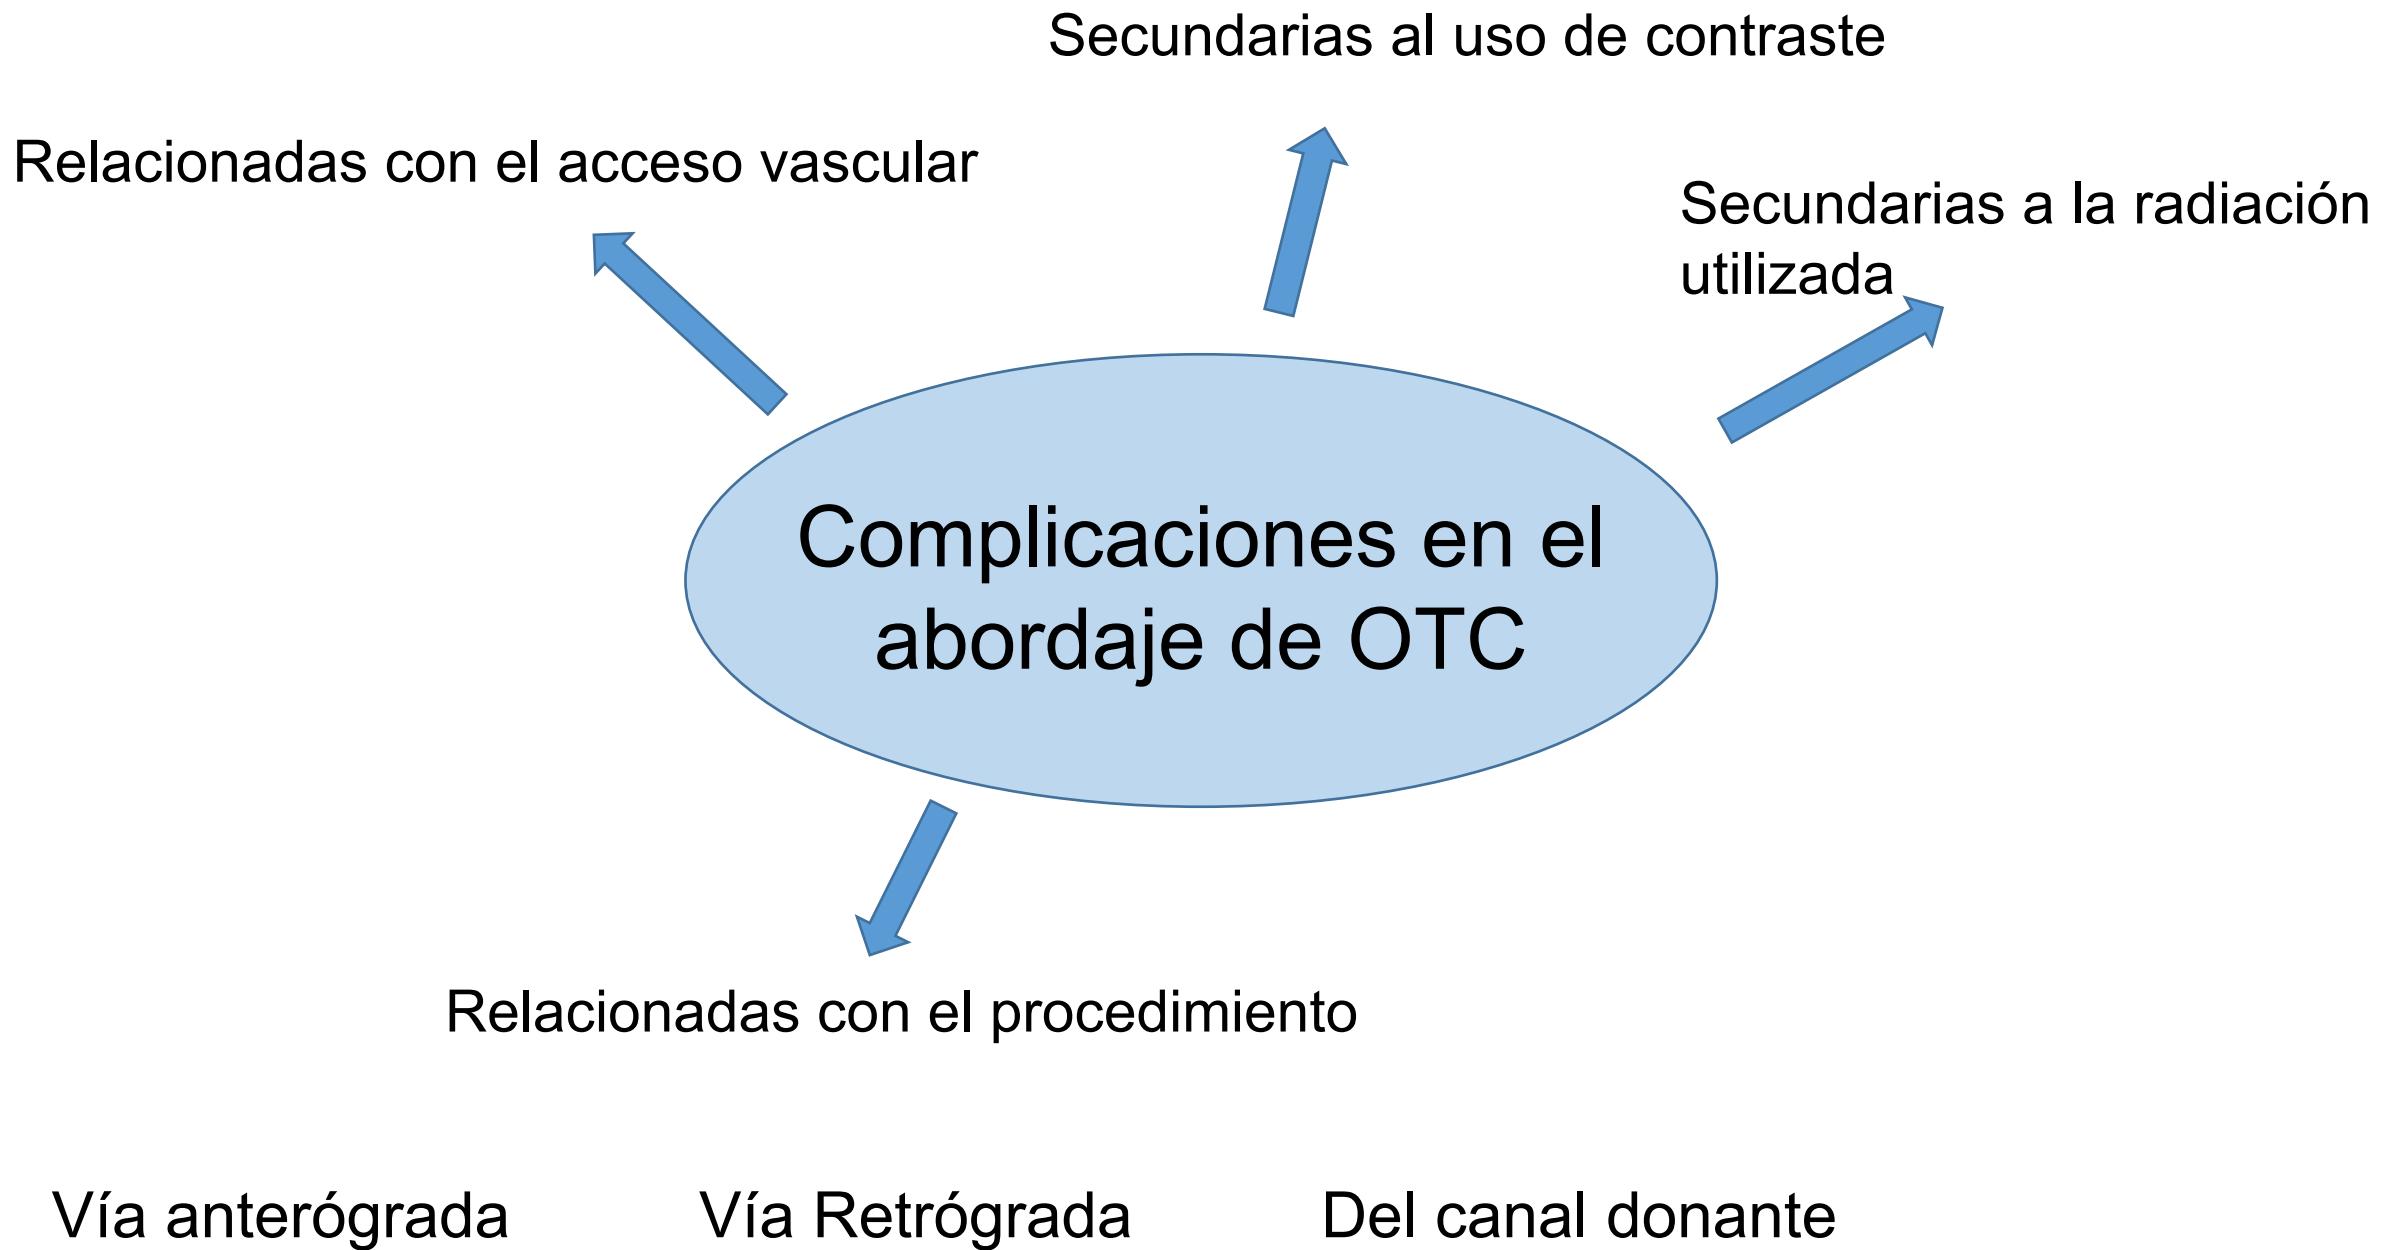 Secundarias al uso de contraste
Relacionadas con el acceso vascular
Secundarias a la radiación
utilizada
Complicaciones en el
abordaje de OTC
Relacionadas con el procedimiento
Vía anterógrada
Vía Retrógrada
Del canal donante